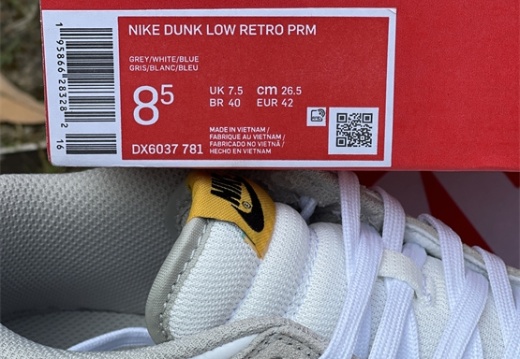 NIKE DUNK LOW RETRO PRM
GREY/WHITE/BLUE
GRIS/BLANC/BLEU
8⁵
UK 7.5 cm 26.5
BR 40 EUR 42
MADE IN VIETNAM /
FABRIQUE AU VIETNAM /
FABRICADO NO VIETNÃ /
HECHO EN VIETNAM
DX6037 781
1 95866 28328 2
16
NIKE